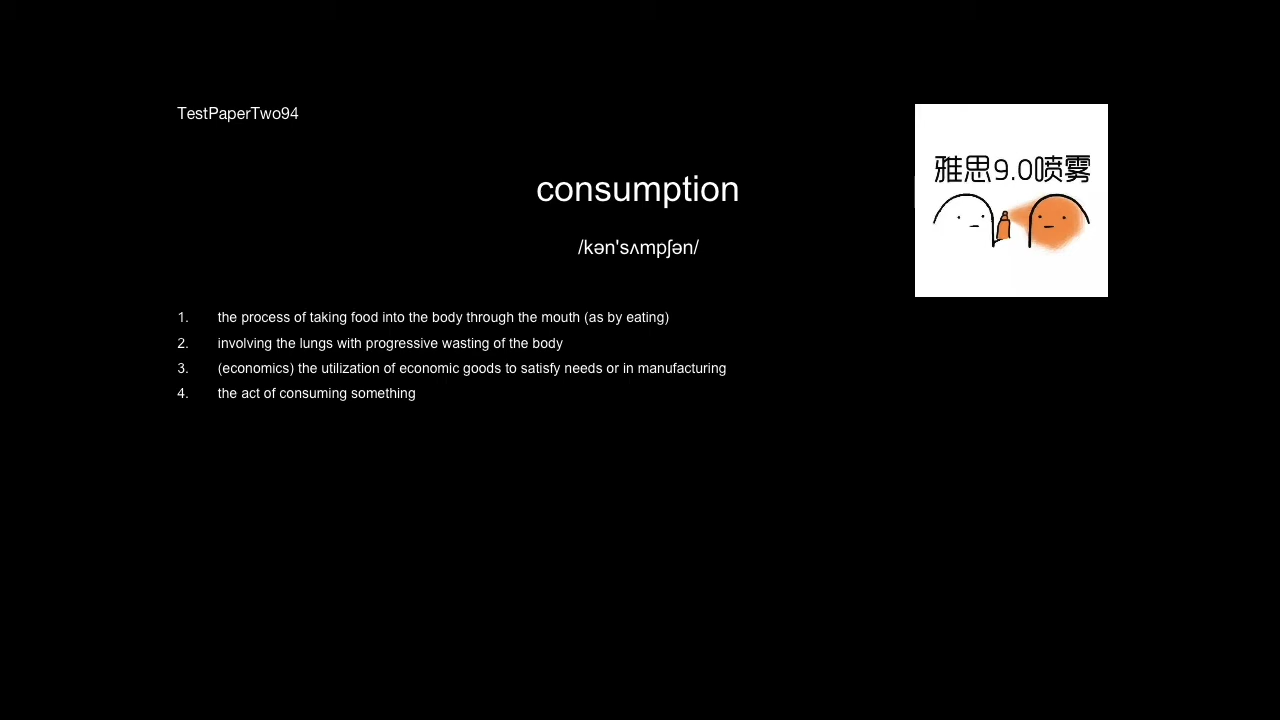 TestPaperTwo94
雅思9.0喷雾
consumption
/kən'sʌmpʃən/
1. the process of taking food into the body through the mouth (as by eating)
2. involving the lungs with progressive wasting of the body
3. (economics) the utilization of economic goods to satisfy needs or in manufacturing
4. the act of consuming something